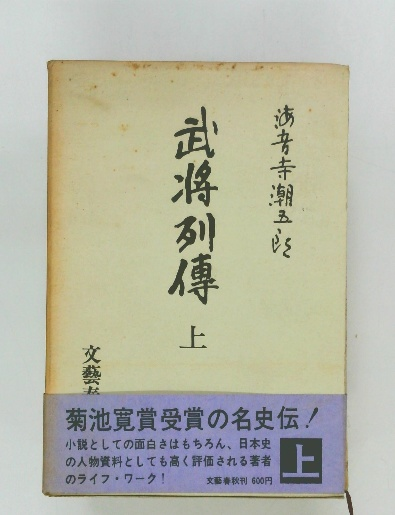 海音寺潮五郎
武将列傳
上
文藝春
菊池寛賞受賞の名史伝！
小説としての面白さはもちろん、日本史
の人物資料としても高く評価される著者
のライフ・ワーク！
文藝春秋刊 600円
上